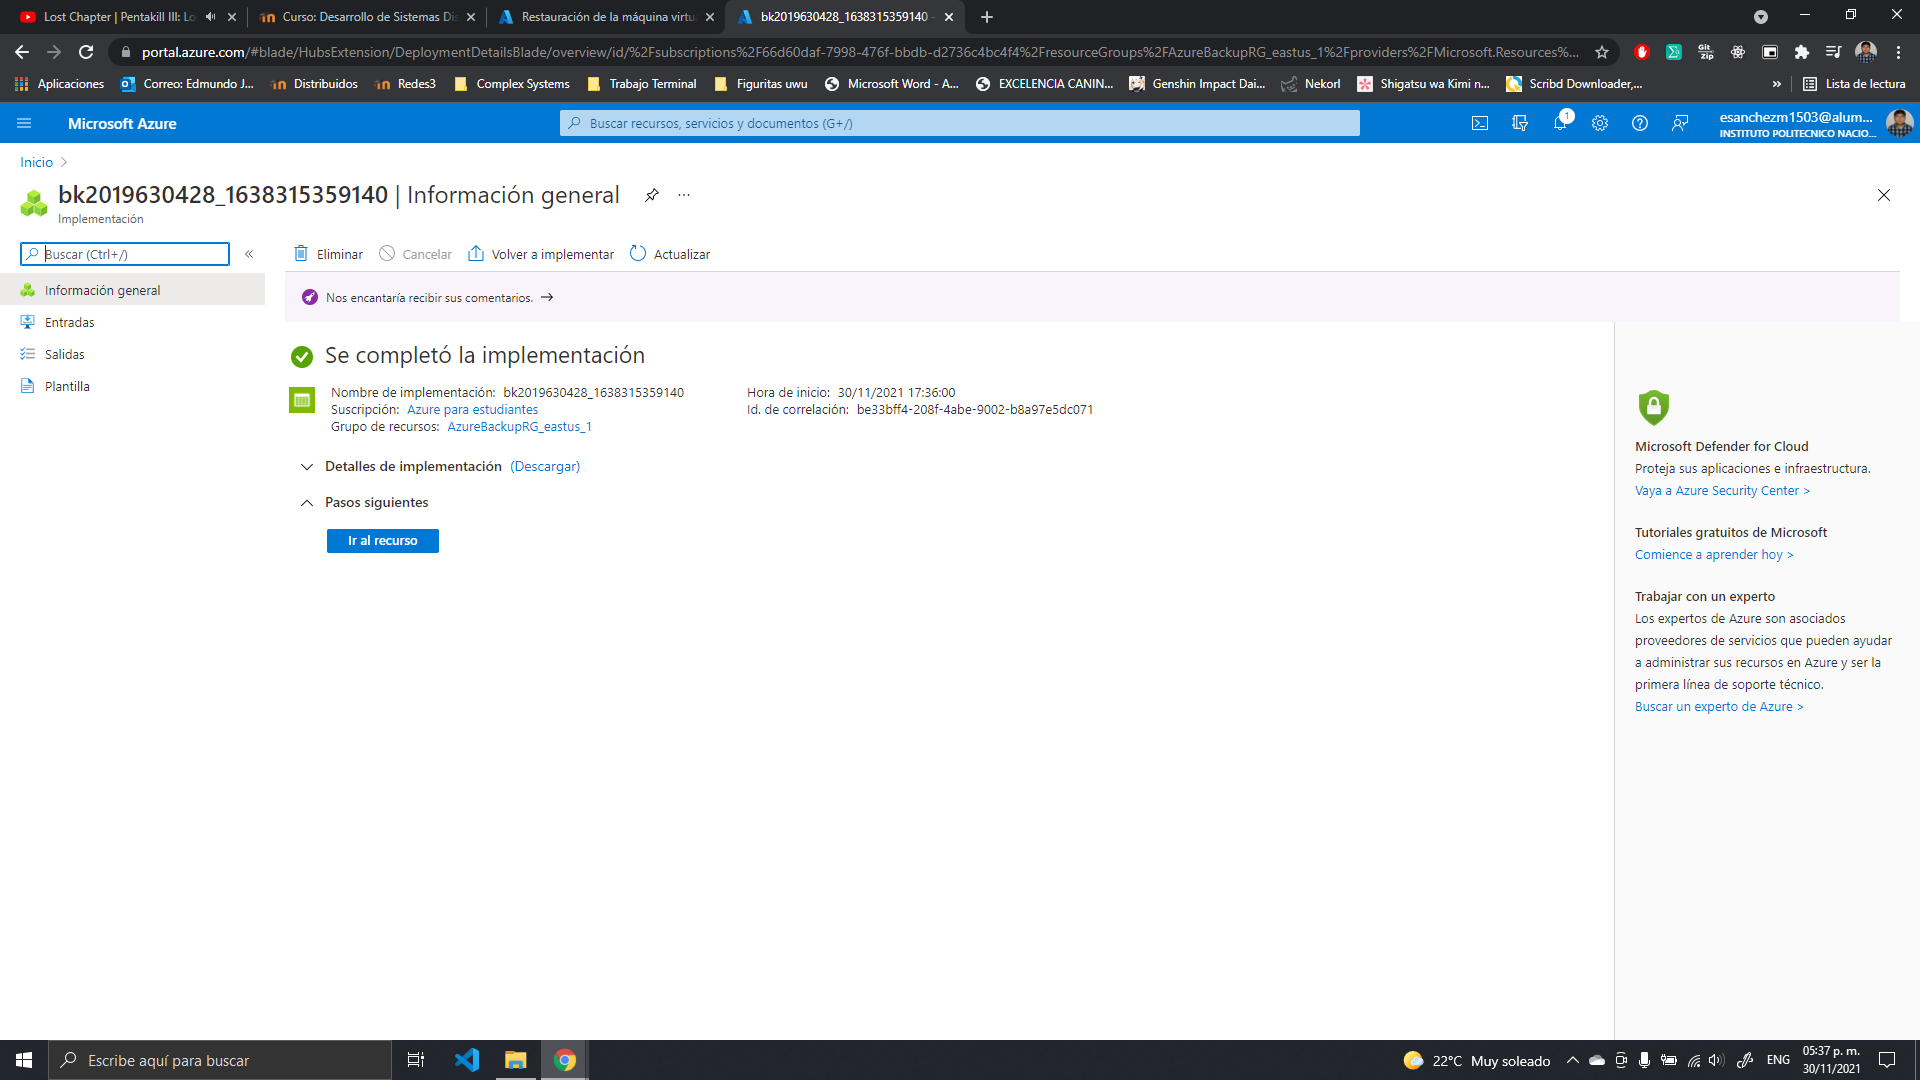 Lost Chapter | Pentakill III: Lo
Curso: Desarrollo de Sistemas Dis
Restauración de la máquina virtu
bk2019630428_1638315359140 -
portal.azure.com/#blade/HubsExtension/DeploymentDetailsBlade/overview/id/%2Fsubscriptions%2F66d60daf-7998-476f-bbdb-d2736c4bc4f4%2FresourceGroups%2FAzureBackupRG_eastus_1%2Fproviders%2FMicrosoft.Resources%...
Aplicaciones
Correo: Edmundo J...
Distribuidos
Redes3
Complex Systems
Trabajo Terminal
Figuritas uwu
Microsoft Word - A...
EXCELENCIA CANIN...
Genshin Impact Dai...
Nekorl
Shigatsu wa Kimi n...
Scribd Downloader,...
»
Lista de lectura
Microsoft Azure
Buscar recursos, servicios y documentos (G+/)
1
esanchezm1503@alum...
INSTITUTO POLITECNICO NACIO...
Inicio
bk2019630428_1638315359140 | Información general
Implementación
Buscar (Ctrl+/)
Información general
Entradas
Salidas
Plantilla
Eliminar
Cancelar
Volver a implementar
Actualizar
Nos encantaría recibir sus comentarios. →
Se completó la implementación
Nombre de implementación: bk2019630428_1638315359140
Suscripción: Azure para estudiantes
Grupo de recursos: AzureBackupRG_eastus_1
Hora de inicio: 30/11/2021 17:36:00
Id. de correlación: be33bff4-208f-4abe-9002-b8a97e5dc071
Detalles de implementación (Descargar)
Pasos siguientes
Ir al recurso
Microsoft Defender for Cloud
Proteja sus aplicaciones e infraestructura.
Vaya a Azure Security Center >
Tutoriales gratuitos de Microsoft
Comience a aprender hoy >
Trabajar con un experto
Los expertos de Azure son asociados
proveedores de servicios que pueden ayudar
a administrar sus recursos en Azure y ser la
primera línea de soporte técnico.
Buscar un experto de Azure >
Escribe aquí para buscar
22°C Muy soleado
ENG
05:37 p. m.
30/11/2021